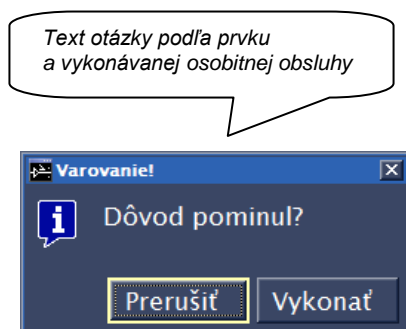 Text otázky podľa prvku
a vykonávanej osobitnej obsluhy
Varovanie!
Dôvod pominul?
Prerušiť Vykonať